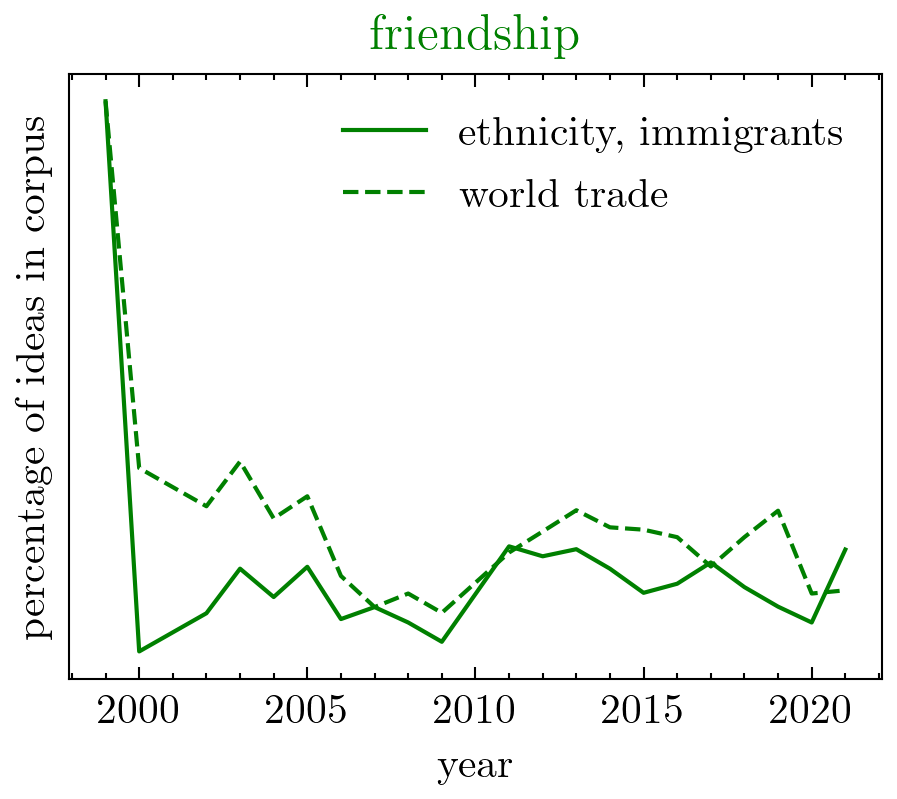 friendship
percentage of ideas in corpus
ethnicity, immigrants
world trade
2000 2005 2010 2015 2020
year